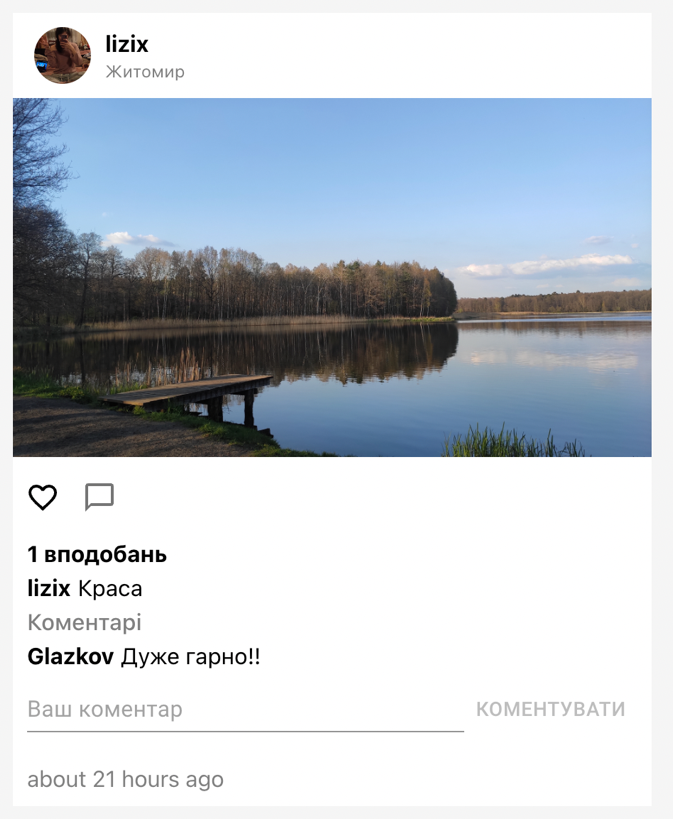 lizix
Житомир
1 вподобань
lizix Краса
Коментарі
Glazkov Дуже гарно!!
Ваш коментар
КОМЕНТУВАТИ
about 21 hours ago